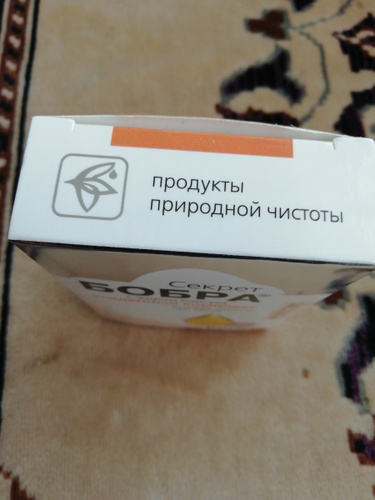 продукты
природной чистоты
Секрет
БОБРА®